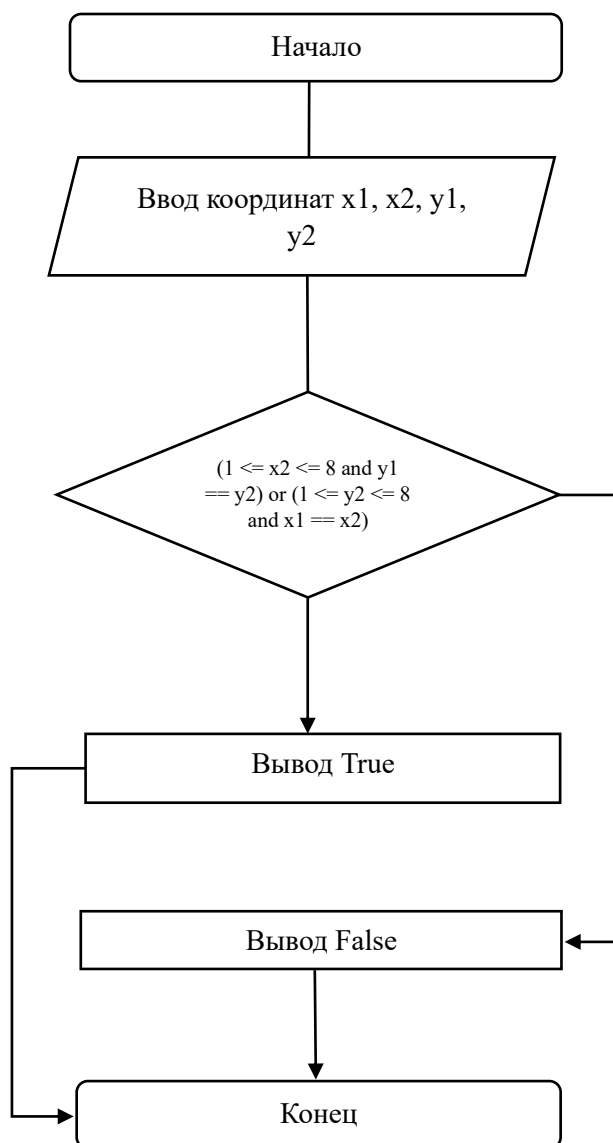 Начало
Ввод координат x1, x2, y1,
y2
(1 <= x2 <= 8 and y1
== y2) or (1 <= y2 <= 8
and x1 == x2)
Вывод True
Вывод False
Конец